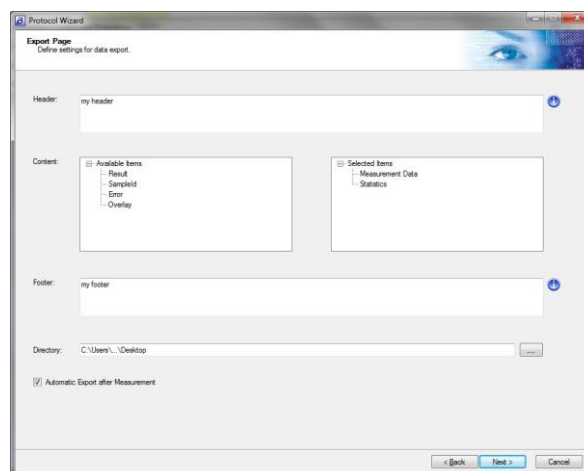 Protocol Wizard
Export Page
Define settings for data export.
Header:
my header
Content:
Available Items
Result
SampleId
Error
Overlay
Selected Items
Measurement Data
Statistics
Footer:
my footer
Directory:
C:\Users\...\Desktop
...
Automatic Export after Measurement
< Back
Next >
Cancel